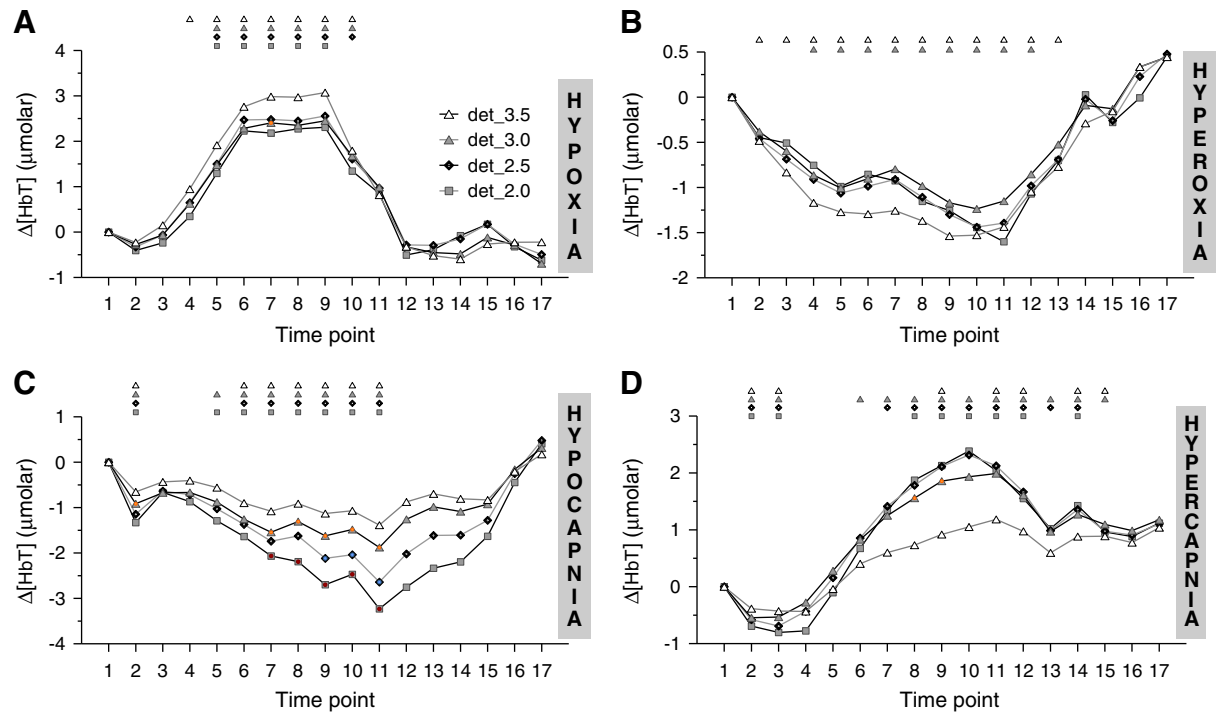 A
4
3
2
1
0
-1
Δ[HbT] (μmolar)
1 2 3 4 5 6 7 8 9 10 11 12 13 14 15 16 17
Time point
det_3.5
det_3.0
det_2.5
det_2.0
HYPOXIA
B
0.5
0
-0.5
-1
-1.5
-2
Δ[HbT] (μmolar)
1 2 3 4 5 6 7 8 9 10 11 12 13 14 15 16 17
Time point
HYPEROXIA
C
1
0
-1
-2
-3
-4
Δ[HbT] (μmolar)
1 2 3 4 5 6 7 8 9 10 11 12 13 14 15 16 17
Time point
HYPOCAPNIA
D
3
2
1
0
-1
Δ[HbT] (μmolar)
1 2 3 4 5 6 7 8 9 10 11 12 13 14 15 16 17
Time point
HYPERCAPNIA